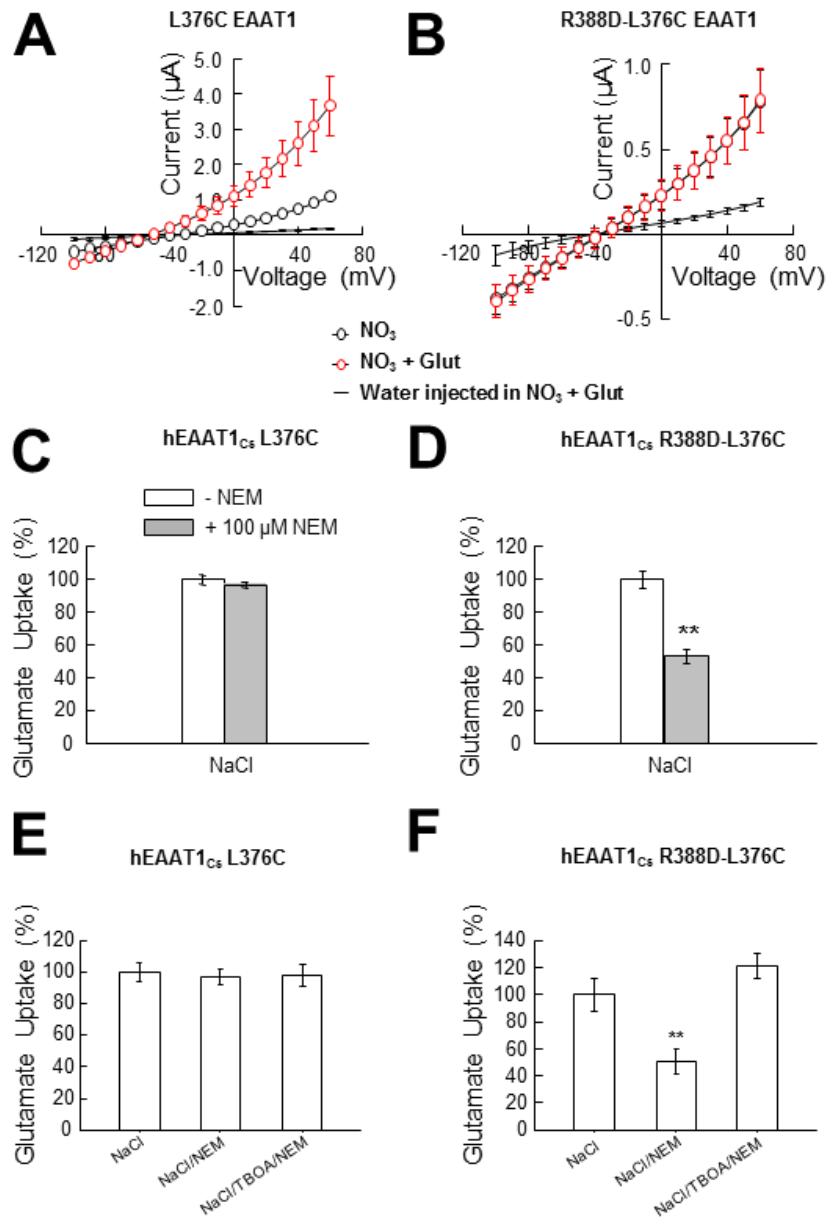 A
L376C EAAT1
Current (µA)
5.0
4.0
3.0
2.0
1.0
-1.0
-2.0
-120
-80
-40
0
40
80
Voltage (mV)
B
R388D-L376C EAAT1
Current (µA)
1.0
0.5
-0.5
-120
-80
-40
0
40
80
Voltage (mV)
NO3
NO3 + Glut
Water injected in NO3 + Glut
C
hEAAT1Cs L376C
- NEM
+ 100 µM NEM
Glutamate Uptake (%)
120
100
80
60
40
20
0
NaCl
D
hEAAT1Cs R388D-L376C
Glutamate Uptake (%)
120
100
80
60
40
20
0
**
NaCl
E
hEAAT1Cs L376C
Glutamate Uptake (%)
120
100
80
60
40
20
0
NaCl
NaCl/NEM
NaCl/TBOA/NEM
F
hEAAT1Cs R388D-L376C
Glutamate Uptake (%)
140
120
100
80
60
40
20
0
**
NaCl
NaCl/NEM
NaCl/TBOA/NEM